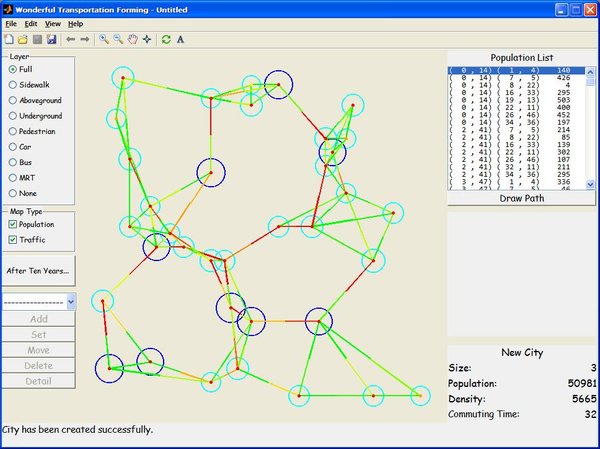 Wonderful Transportation Forming - Untitled
File Edit View Help
Layer
Full
Sidewalk
Aboveground
Underground
Pedestrian
Car
Bus
MRT
None
Map Type
Population
Traffic
After Ten Years...
----------------
Add
Set
Move
Delete
Detail
Population List
( 0 , 14) ( 1 , 4) 140
( 0 , 14) ( 7 , 5) 426
( 0 , 14) ( 8 , 22) 4
( 0 , 14) ( 16 , 33) 295
( 0 , 14) ( 19 , 13) 503
( 0 , 14) ( 22 , 11) 400
( 0 , 14) ( 26 , 46) 452
( 0 , 14) ( 34 , 36) 197
( 2 , 41) ( 7 , 5) 214
( 2 , 41) ( 8 , 22) 85
( 2 , 41) ( 16 , 33) 139
( 2 , 41) ( 22 , 11) 302
( 2 , 41) ( 26 , 46) 107
( 2 , 41) ( 32 , 11) 211
( 2 , 41) ( 34 , 36) 295
( 3 , 47) ( 1 , 4) 336
( 3 , 47) ( 7 , 5) 46
Draw Path
New City
Size: 3
Population: 50981
Density: 5665
Commuting Time: 32
City has been created successfully.